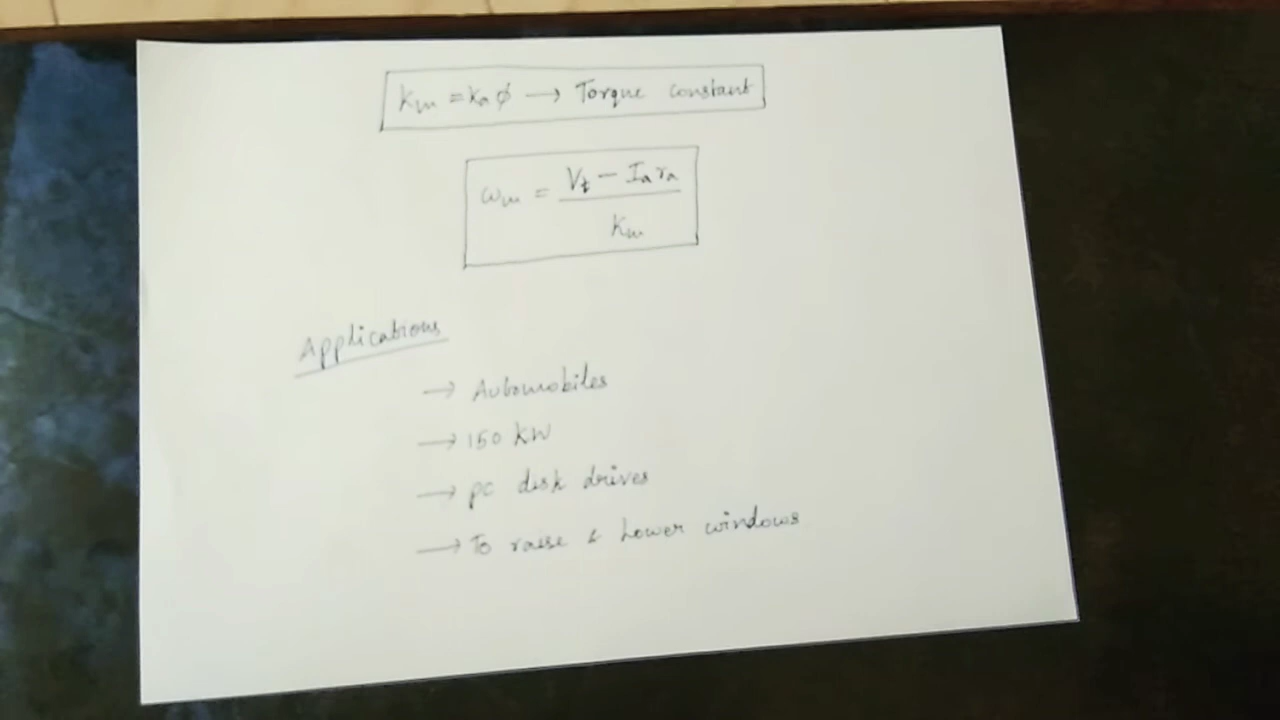 Km = Ka φ → Torque constant
ωm = Vt − Ia ra / Km
Applications
→ Automobiles
→ 150 KW
→ pc disk drives
→ To raise & Lower windows